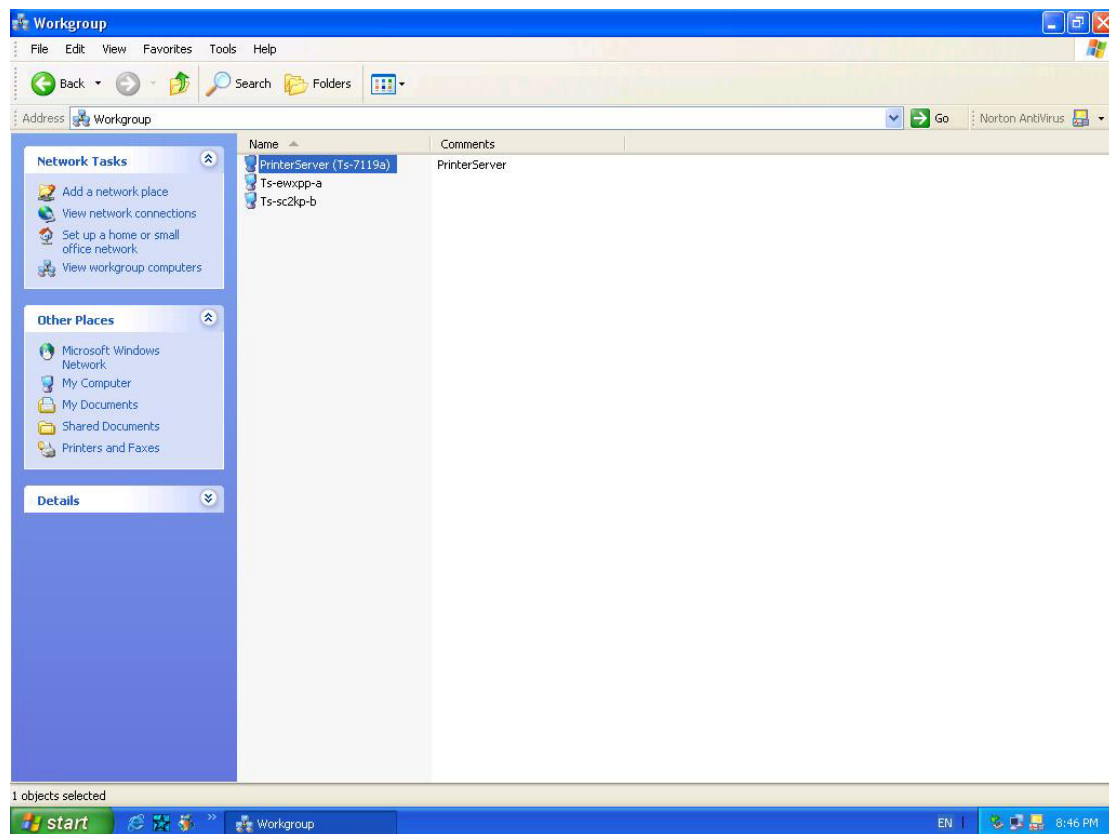 Workgroup
File Edit View Favorites Tools Help
Back Search Folders
Address Workgroup Go Norton AntiVirus
Name Comments
Network Tasks
Add a network place
View network connections
Set up a home or small
office network
View workgroup computers
Other Places
Microsoft Windows
Network
My Computer
My Documents
Shared Documents
Printers and Faxes
Details
PrinterServer (Ts-7119a) PrinterServer
Ts-ewxpp-a
Ts-sc2kp-b
1 objects selected
start Workgroup EN 8:46 PM